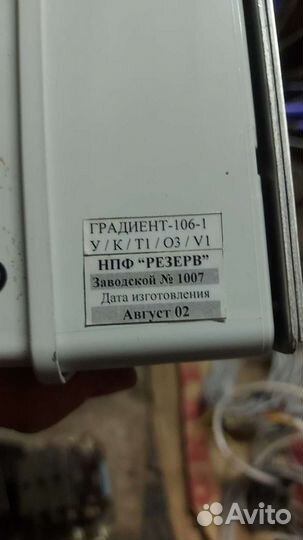 ГРАДИЕНТ-106-1
У / К / Т1 / О3 / V1
НПФ “РЕЗЕРВ”
Заводской № 1007
Дата изготовления
Август 02
Avito